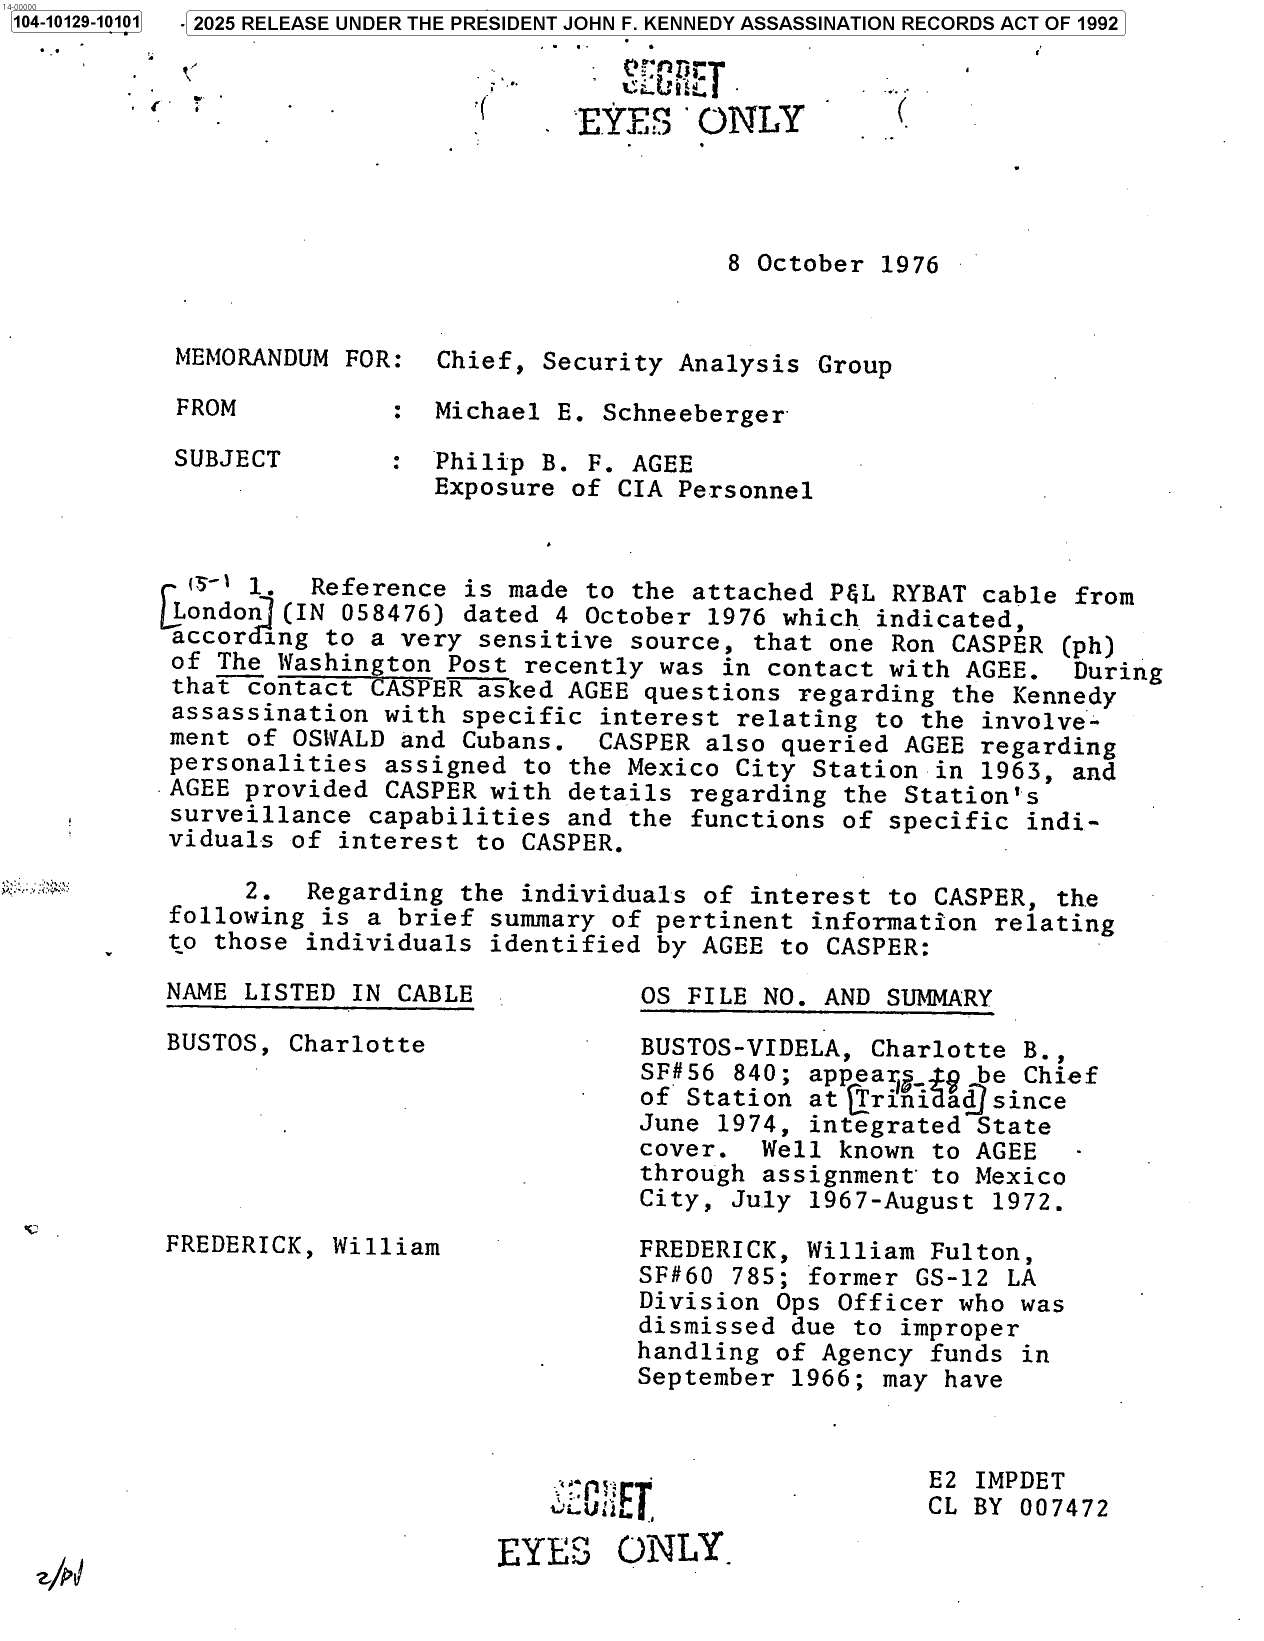 14-00000
104-10129-10101
2025 RELEASE UNDER THE PRESIDENT JOHN F. KENNEDY ASSASSINATION RECORDS ACT OF 1992
SECRET
EYES ONLY
8 October 1976
MEMORANDUM FOR: Chief, Security Analysis Group
FROM : Michael E. Schneeberger
SUBJECT : Philip B. F. AGEE
Exposure of CIA Personnel
1. Reference is made to the attached P&L RYBAT cable from
[London] (IN 058476) dated 4 October 1976 which indicated,
according to a very sensitive source, that one Ron CASPER (ph)
of The Washington Post recently was in contact with AGEE. During
that contact CASPER asked AGEE questions regarding the Kennedy
assassination with specific interest relating to the involve-
ment of OSWALD and Cubans. CASPER also queried AGEE regarding
personalities assigned to the Mexico City Station in 1963, and
AGEE provided CASPER with details regarding the Station's
surveillance capabilities and the functions of specific indi-
viduals of interest to CASPER.
2. Regarding the individuals of interest to CASPER, the
following is a brief summary of pertinent information relating
to those individuals identified by AGEE to CASPER:
NAME LISTED IN CABLE
OS FILE NO. AND SUMMARY
BUSTOS, Charlotte
BUSTOS-VIDELA, Charlotte B.,
SF#56 840; appears to be Chief
of Station at [Trinidad] since
June 1974, integrated State
cover. Well known to AGEE
through assignment to Mexico
City, July 1967-August 1972.
FREDERICK, William
FREDERICK, William Fulton,
SF#60 785; former GS-12 LA
Division Ops Officer who was
dismissed due to improper
handling of Agency funds in
September 1966; may have
E2 IMPDET
CL BY 007472
SECRET
EYES ONLY